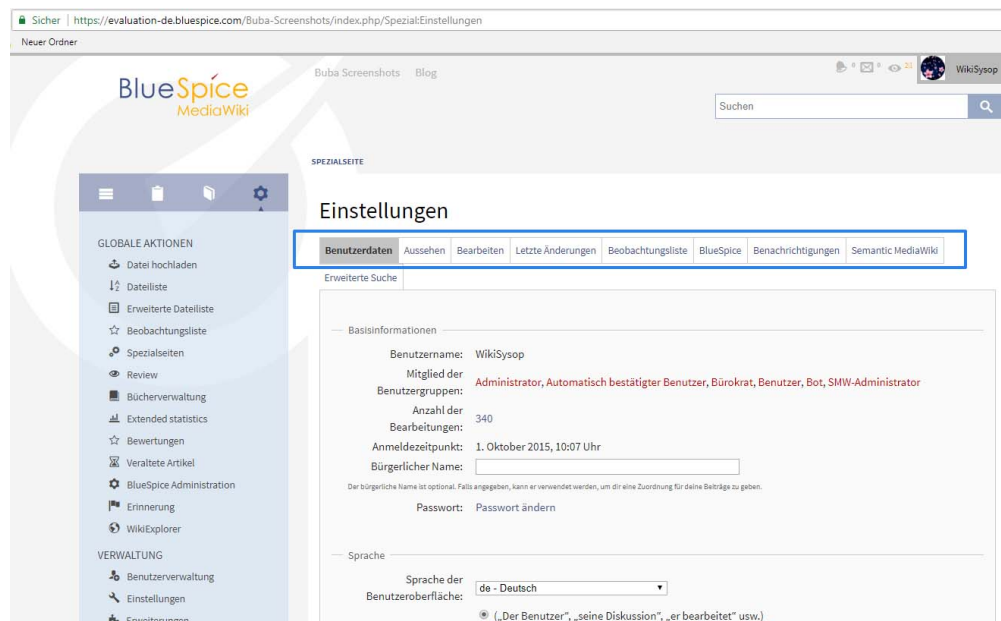 Sicher | https://evaluation-de.bluespice.com/Buba-Screenshots/index.php/Spezial:Einstellungen
Neuer Ordner
BlueSpice
MediaWiki
Buba Screenshots Blog
0 0 22 WikiSysop
Suchen
SPEZIALSEITE
Einstellungen
Benutzerdaten Aussehen Bearbeiten Letzte Änderungen Beobachtungsliste BlueSpice Benachrichtigungen Semantic MediaWiki
Erweiterte Suche
GLOBALE AKTIONEN
Datei hochladen
Dateiliste
Erweiterte Dateiliste
Beobachtungsliste
Spezialseiten
Review
Bücherverwaltung
Extended statistics
Bewertungen
Veraltete Artikel
BlueSpice Administration
Erinnerung
WikiExplorer
VERWALTUNG
Benutzerverwaltung
Einstellungen
Erweiterungen
Basisinformationen
Benutzername: WikiSysop
Mitglied der
Benutzergruppen: Administrator, Automatisch bestätigter Benutzer, Bürokrat, Benutzer, Bot, SMW-Administrator
Anzahl der
Bearbeitungen: 340
Anmeldezeitpunkt: 1. Oktober 2015, 10:07 Uhr
Bürgerlicher Name:
Der bürgerliche Name ist optional. Falls angegeben, kann er verwendet werden, um dir eine Zuordnung für deine Beiträge zu geben.
Passwort: Passwort ändern
Sprache
Sprache der
Benutzeroberfläche: de - Deutsch
(„Der Benutzer“, „seine Diskussion“, „er bearbeitet“ usw.)